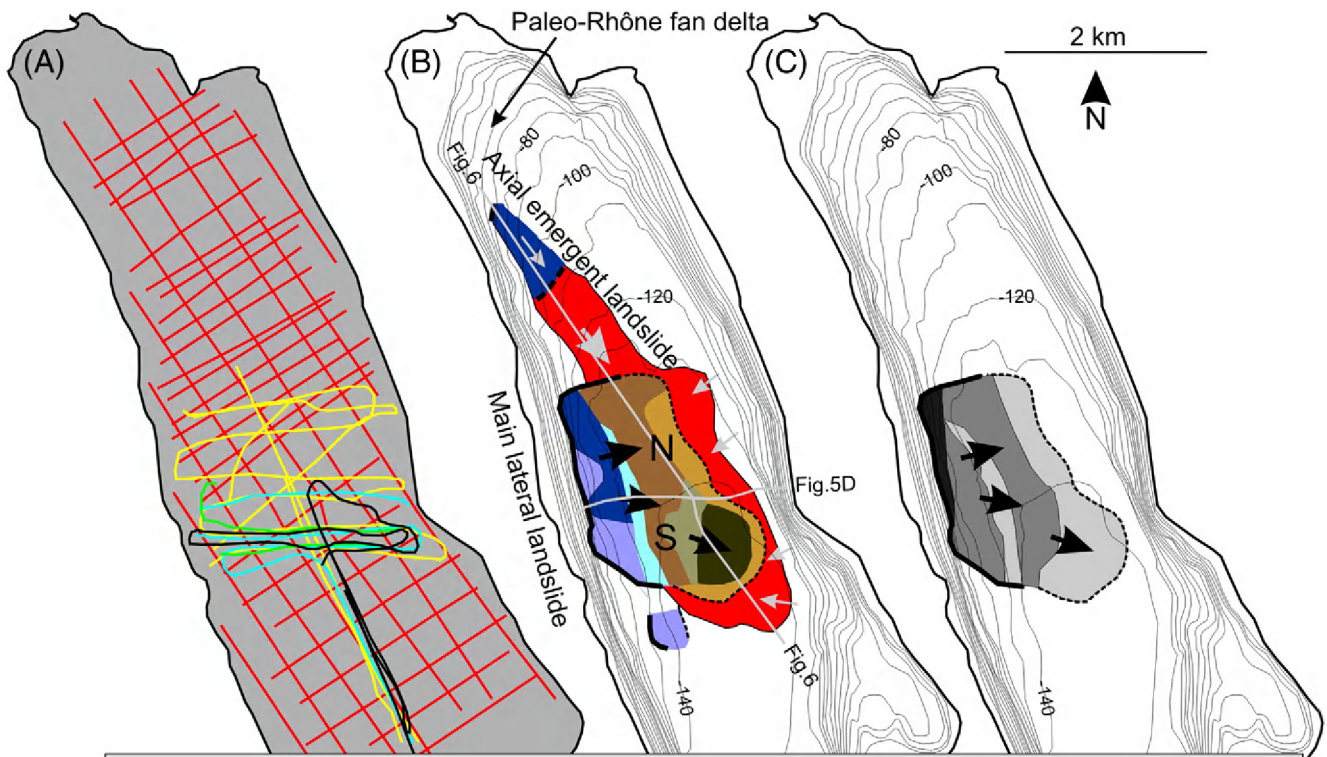 (A)
Paleo-Rhône fan delta
(B)
(C)
2 km
N
-80
-80
Fig.6
Axial emergent landslide
-100
-100
-120
-120
Main lateral landslide
N
Fig.5D
S
Fig.6
-140
-140